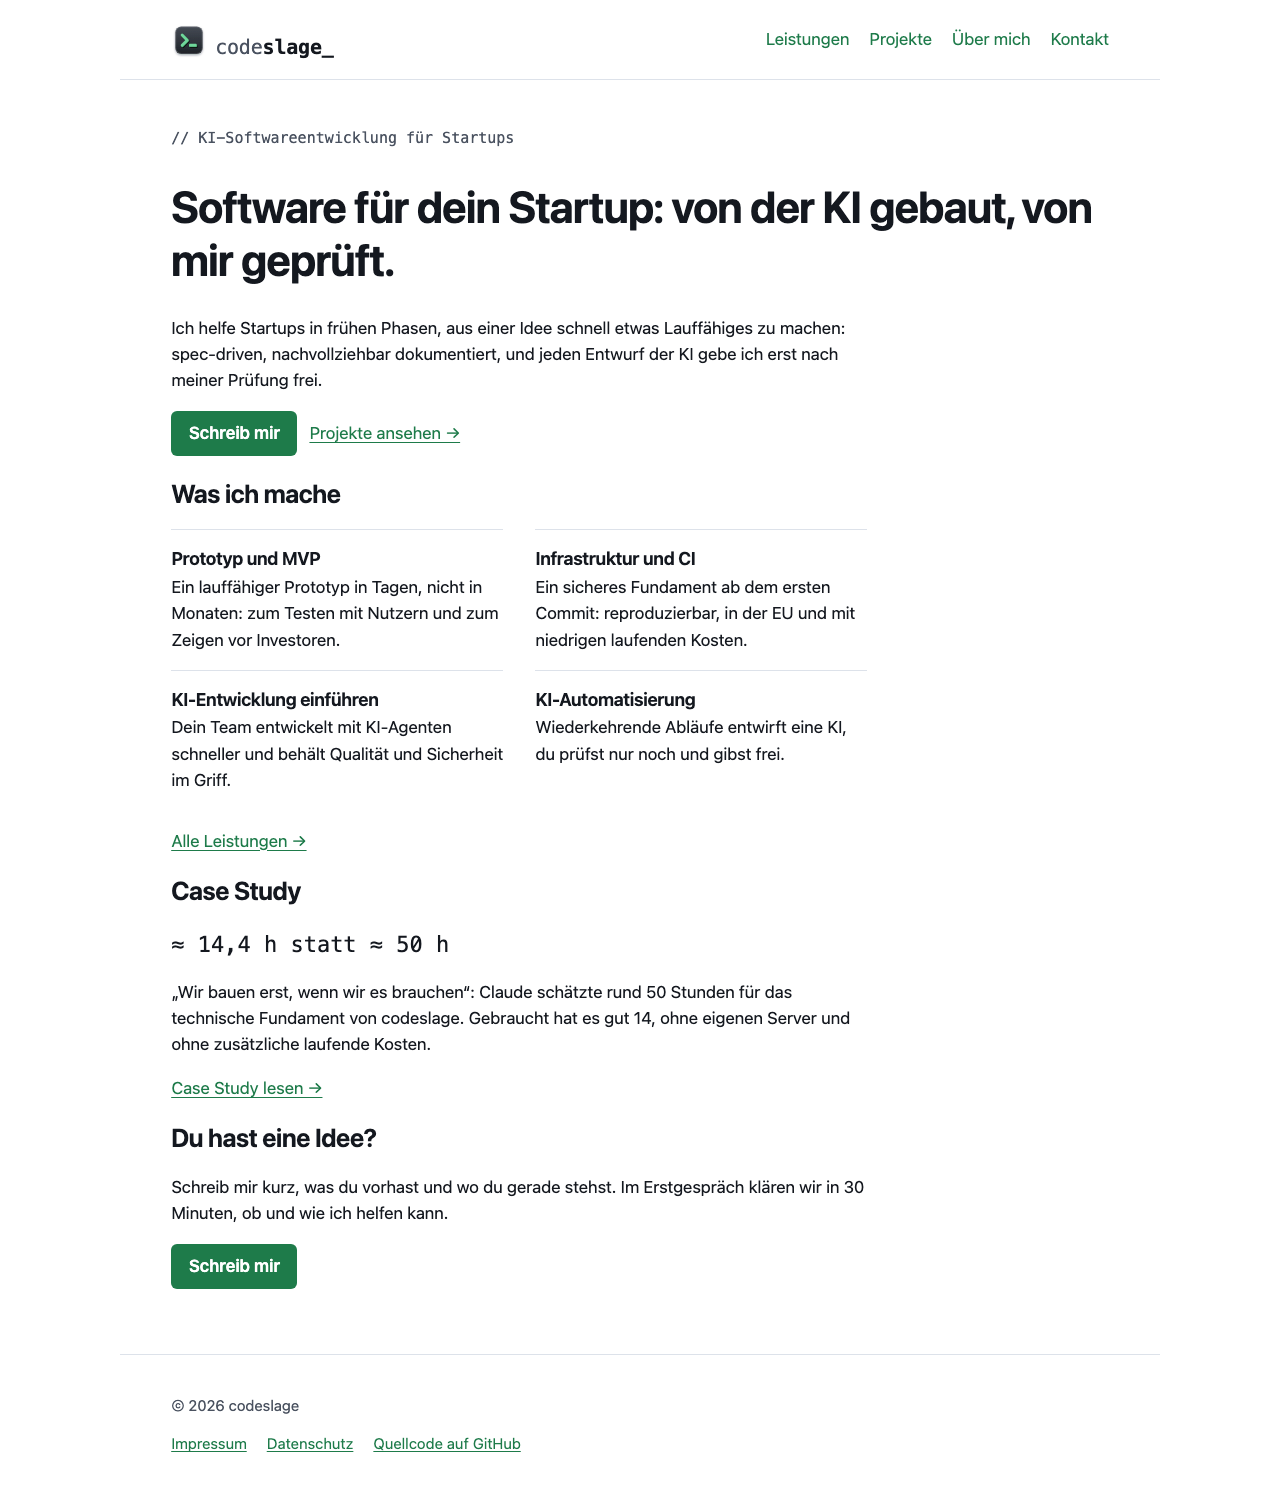 codeslage_
Leistungen Projekte Über mich Kontakt
// KI-Softwareentwicklung für Startups
Software für dein Startup: von der KI gebaut, von
mir geprüft.
Ich helfe Startups in frühen Phasen, aus einer Idee schnell etwas Lauffähiges zu machen:
spec-driven, nachvollziehbar dokumentiert, und jeden Entwurf der KI gebe ich erst nach
meiner Prüfung frei.
Schreib mir Projekte ansehen →
Was ich mache
Prototyp und MVP
Ein lauffähiger Prototyp in Tagen, nicht in
Monaten: zum Testen mit Nutzern und zum
Zeigen vor Investoren.
Infrastruktur und CI
Ein sicheres Fundament ab dem ersten
Commit: reproduzierbar, in der EU und mit
niedrigen laufenden Kosten.
KI-Entwicklung einführen
Dein Team entwickelt mit KI-Agenten
schneller und behält Qualität und Sicherheit
im Griff.
KI-Automatisierung
Wiederkehrende Abläufe entwirft eine KI,
du prüfst nur noch und gibst frei.
Alle Leistungen →
Case Study
≈ 14,4 h statt ≈ 50 h
„Wir bauen erst, wenn wir es brauchen“: Claude schätzte rund 50 Stunden für das
technische Fundament von codeslage. Gebraucht hat es gut 14, ohne eigenen Server und
ohne zusätzliche laufende Kosten.
Case Study lesen →
Du hast eine Idee?
Schreib mir kurz, was du vorhast und wo du gerade stehst. Im Erstgespräch klären wir in 30
Minuten, ob und wie ich helfen kann.
Schreib mir
© 2026 codeslage
Impressum Datenschutz Quellcode auf GitHub